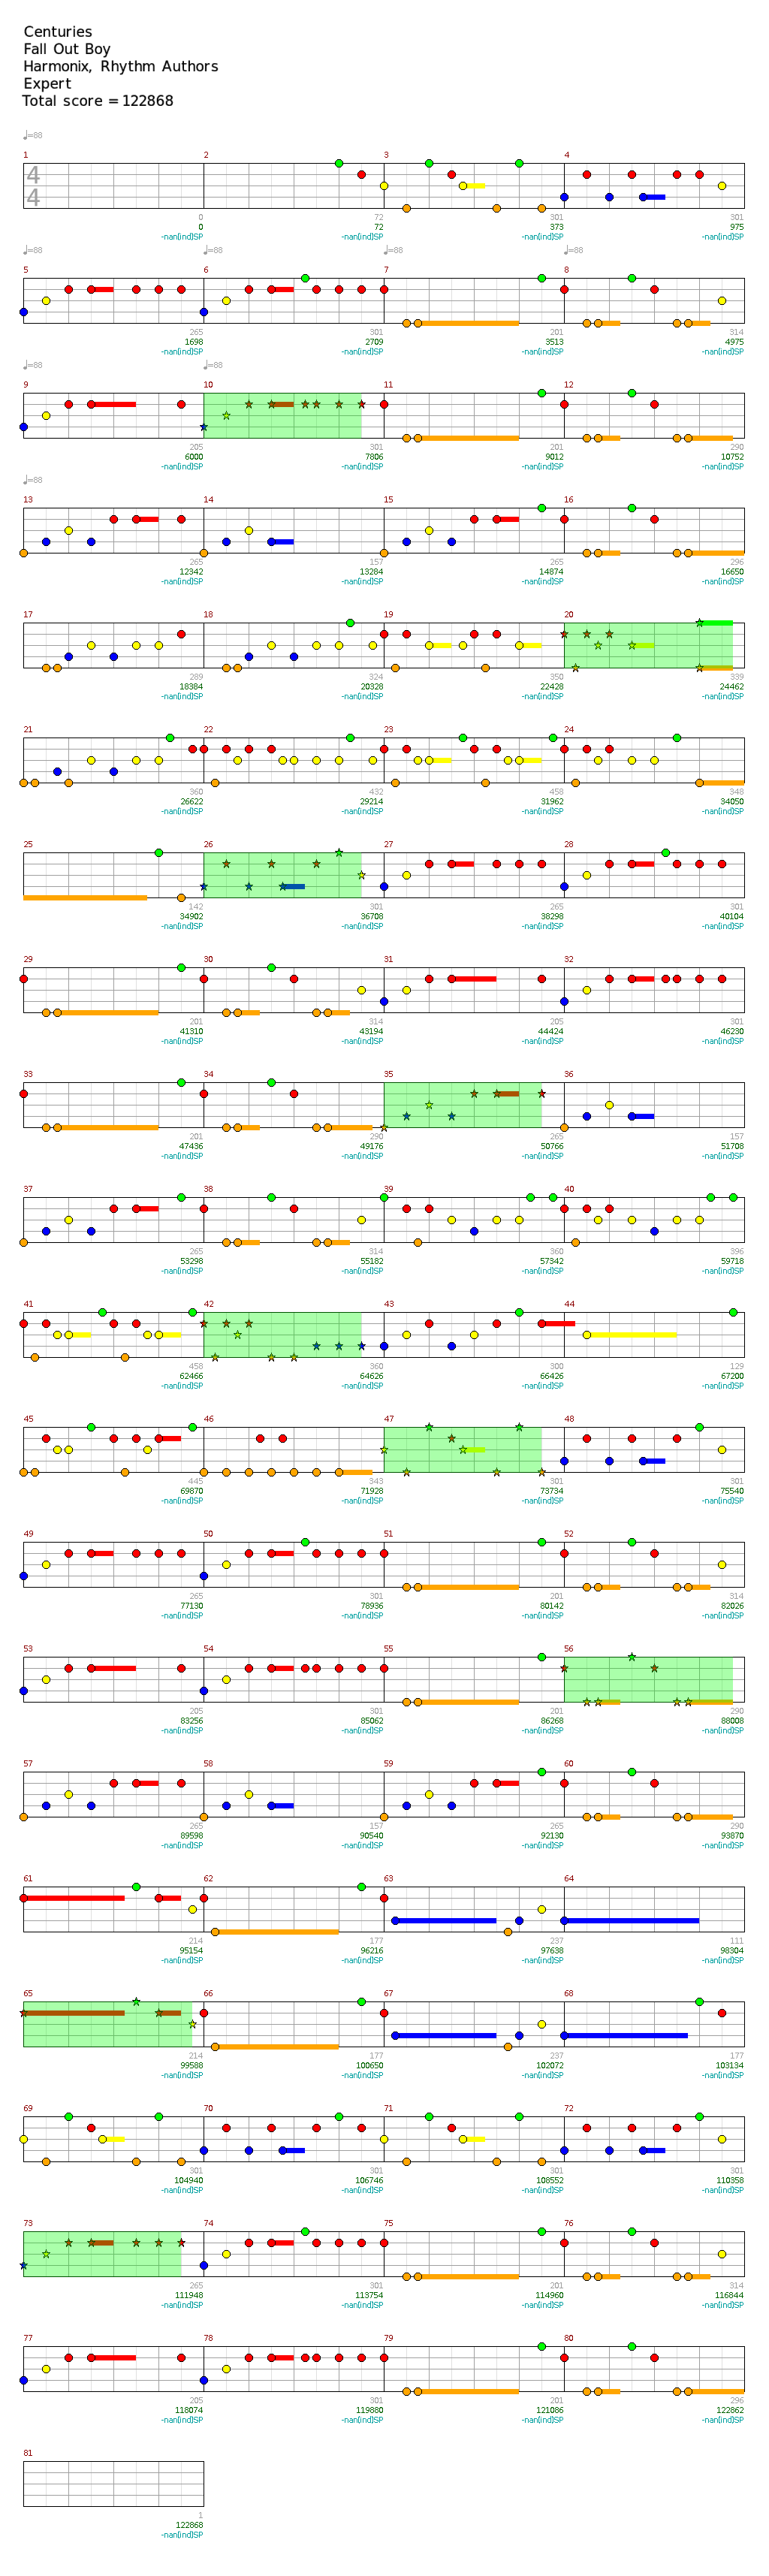 Centuries
Fall Out Boy
Harmonix, Rhythm Authors
Expert
Total score = 122868
♩=88
1 2 3 4
4
4
0 72 301 301
0 72 373 975
-nan(ind)SP -nan(ind)SP -nan(ind)SP -nan(ind)SP
♩=88 ♩=88 ♩=88 ♩=88
5 6 7 8
265 301 201 314
1698 2709 3513 4975
-nan(ind)SP -nan(ind)SP -nan(ind)SP -nan(ind)SP
♩=88 ♩=88
9 10 11 12
205 301 201 290
6000 7806 9012 10752
-nan(ind)SP -nan(ind)SP -nan(ind)SP -nan(ind)SP
♩=88
13 14 15 16
265 157 265 296
12342 13284 14874 16650
-nan(ind)SP -nan(ind)SP -nan(ind)SP -nan(ind)SP
17 18 19 20
289 324 350 339
18384 20328 22428 24462
-nan(ind)SP -nan(ind)SP -nan(ind)SP -nan(ind)SP
21 22 23 24
360 432 458 348
26622 29214 31962 34050
-nan(ind)SP -nan(ind)SP -nan(ind)SP -nan(ind)SP
25 26 27 28
142 301 265 301
34902 36708 38298 40104
-nan(ind)SP -nan(ind)SP -nan(ind)SP -nan(ind)SP
29 30 31 32
201 314 205 301
41310 43194 44424 46230
-nan(ind)SP -nan(ind)SP -nan(ind)SP -nan(ind)SP
33 34 35 36
201 290 265 157
47436 49176 50766 51708
-nan(ind)SP -nan(ind)SP -nan(ind)SP -nan(ind)SP
37 38 39 40
265 314 360 396
53298 55182 57342 59718
-nan(ind)SP -nan(ind)SP -nan(ind)SP -nan(ind)SP
41 42 43 44
458 360 300 129
62466 64626 66426 67200
-nan(ind)SP -nan(ind)SP -nan(ind)SP -nan(ind)SP
45 46 47 48
445 343 301 301
69870 71928 73734 75540
-nan(ind)SP -nan(ind)SP -nan(ind)SP -nan(ind)SP
49 50 51 52
265 301 201 314
77130 78936 80142 82026
-nan(ind)SP -nan(ind)SP -nan(ind)SP -nan(ind)SP
53 54 55 56
205 301 201 290
83256 85062 86268 88008
-nan(ind)SP -nan(ind)SP -nan(ind)SP -nan(ind)SP
57 58 59 60
265 157 265 290
89598 90540 92130 93870
-nan(ind)SP -nan(ind)SP -nan(ind)SP -nan(ind)SP
61 62 63 64
214 177 237 111
95154 96216 97638 98304
-nan(ind)SP -nan(ind)SP -nan(ind)SP -nan(ind)SP
65 66 67 68
214 177 237 177
99588 100650 102072 103134
-nan(ind)SP -nan(ind)SP -nan(ind)SP -nan(ind)SP
69 70 71 72
301 301 301 301
104940 106746 108552 110358
-nan(ind)SP -nan(ind)SP -nan(ind)SP -nan(ind)SP
73 74 75 76
265 301 201 314
111948 113754 114960 116844
-nan(ind)SP -nan(ind)SP -nan(ind)SP -nan(ind)SP
77 78 79 80
205 301 201 296
118074 119880 121086 122862
-nan(ind)SP -nan(ind)SP -nan(ind)SP -nan(ind)SP
81
1
122868
-nan(ind)SP